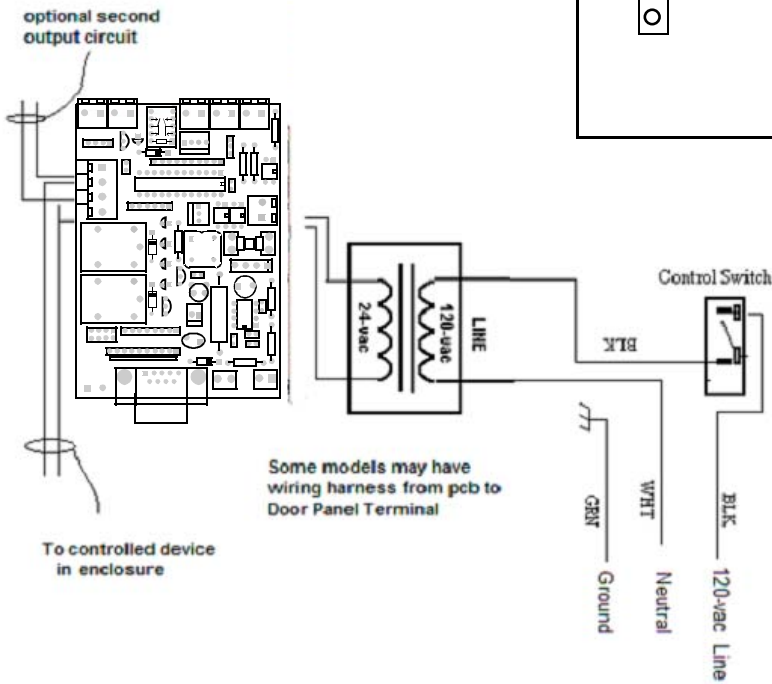 optional second
output circuit
Control Switch
24-vac
120-vac
LINE
BLK
Some models may have
wiring harness from pcb to
Door Panel Terminal
GRN
WHT
BLK
To controlled device
in enclosure
Ground
Neutral
120-vac Line